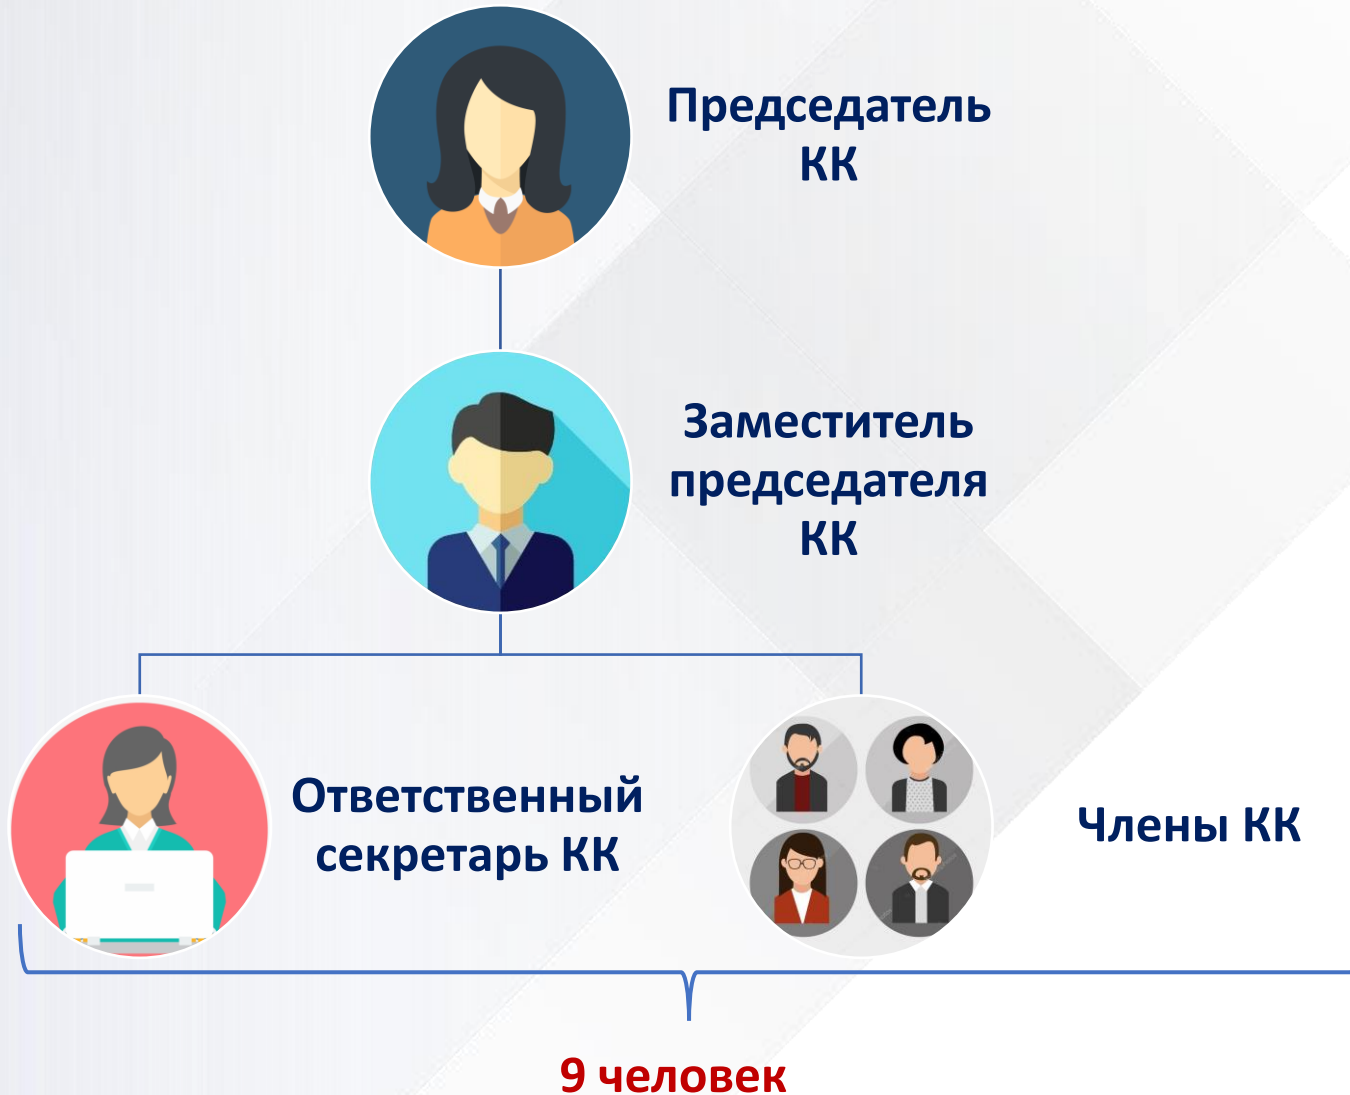 Председатель
КК
Заместитель
председателя
КК
Ответственный
секретарь КК
Члены КК
9 человек